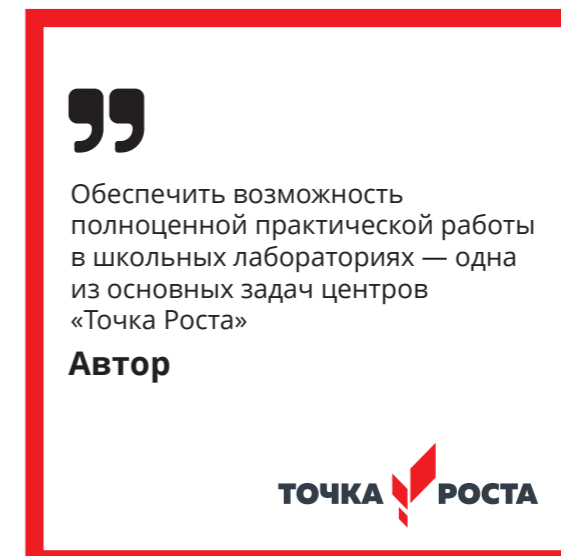 Обеспечить возможность
полноценной практической работы
в школьных лабораториях — одна
из основных задач центров
«Точка Роста»
Автор
ТОЧКА РОСТА